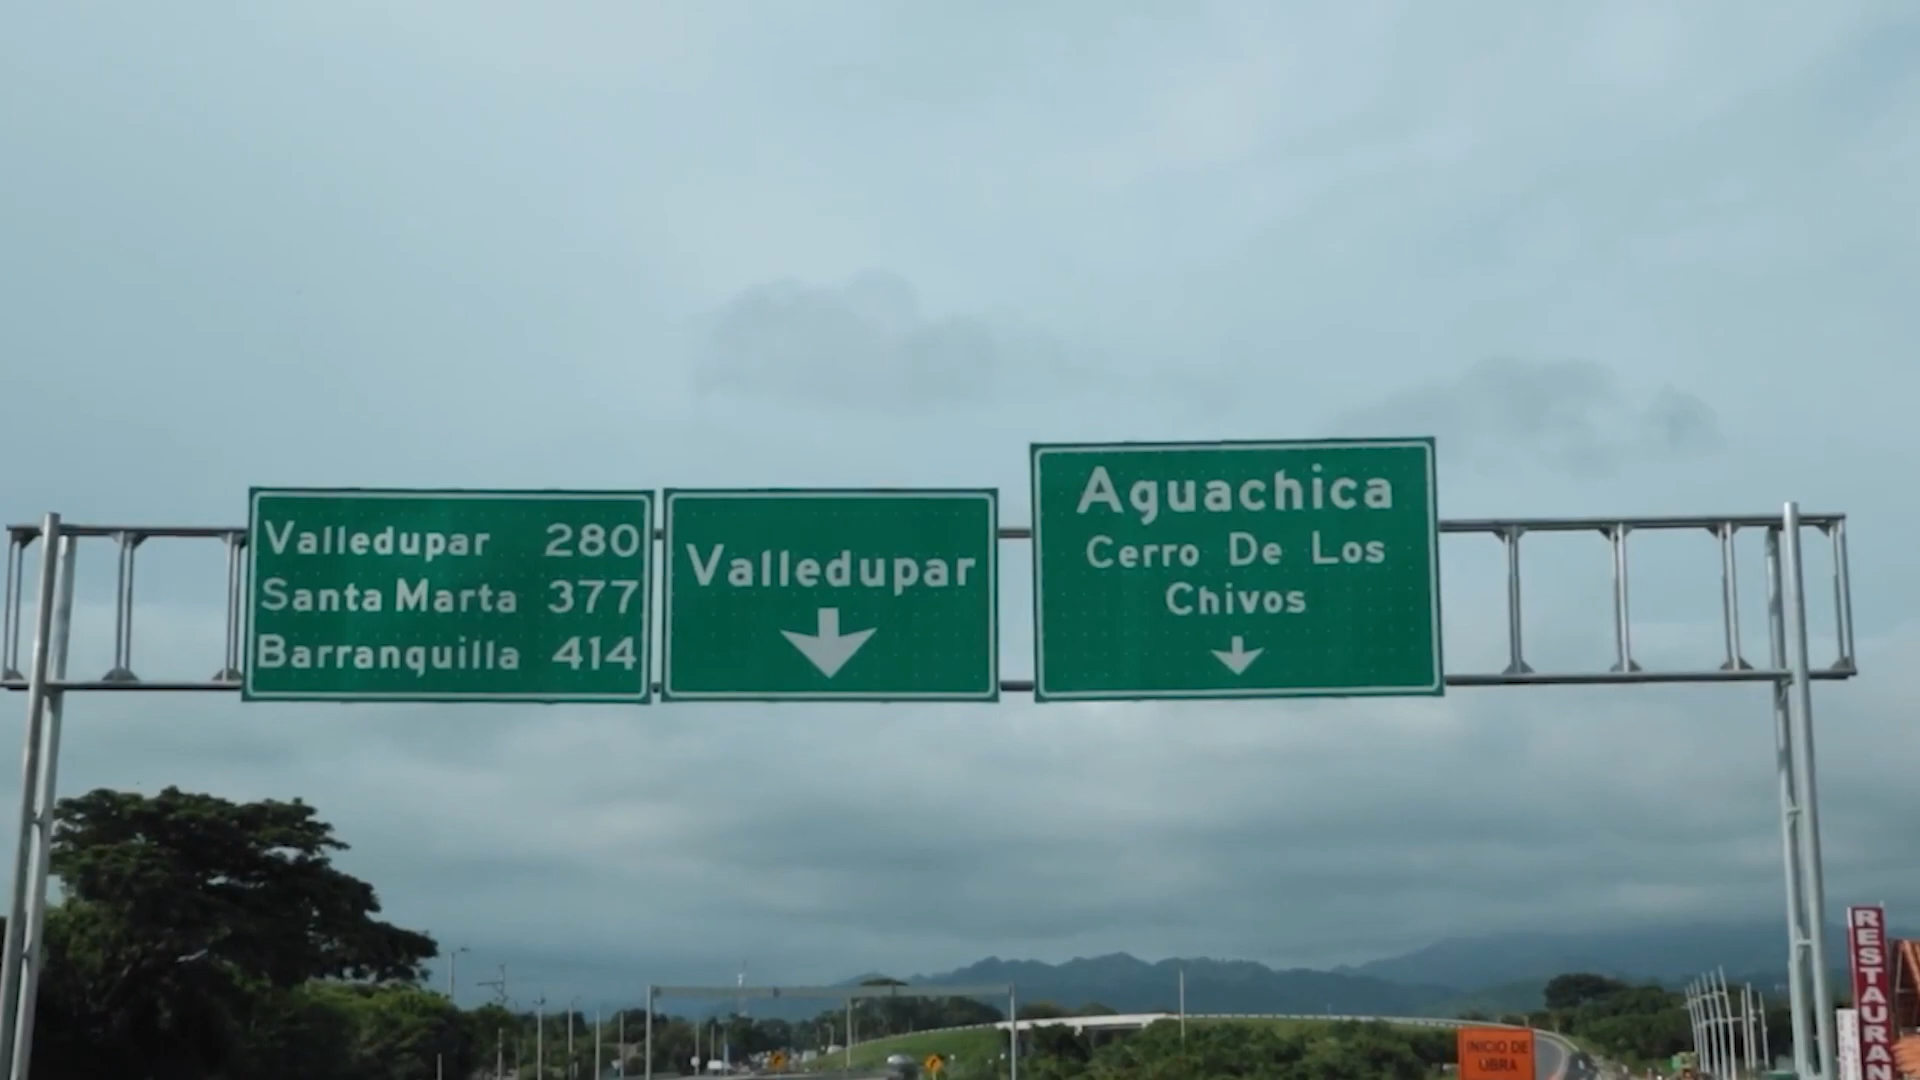 Valledupar 280
Santa Marta 377
Barranquilla 414
Valledupar
Aguachica
Cerro De Los
Chivos
INICIO DE
OBRA
RESTAURAN